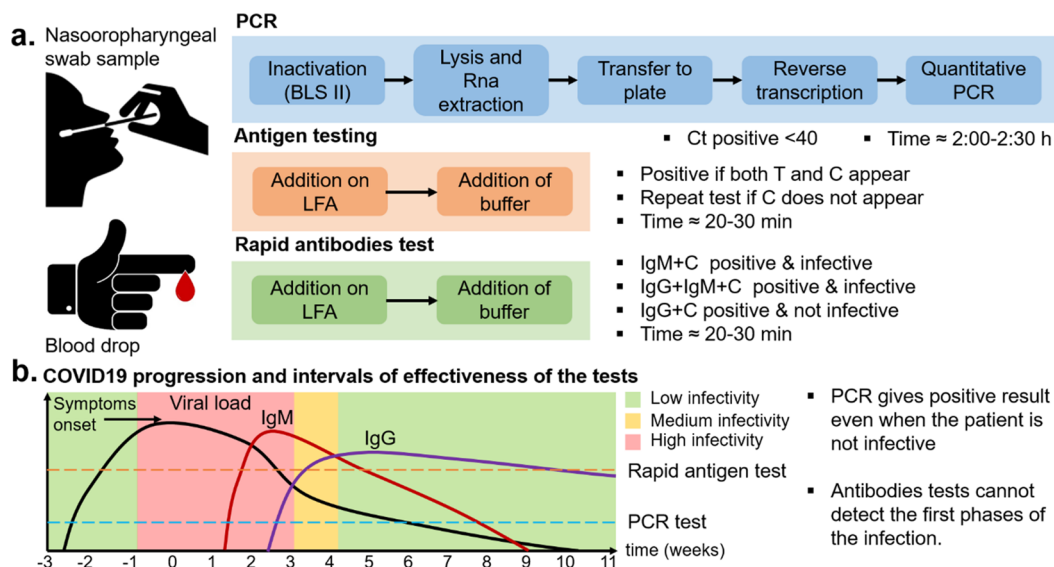 a.
Nasooropharyngeal
swab sample
PCR
Inactivation
(BLS II)
Lysis and
Rna
extraction
Transfer to
plate
Reverse
transcription
Quantitative
PCR
▪ Ct positive <40
▪ Time ≈ 2:00-2:30 h
Antigen testing
Addition on
LFA
Addition of
buffer
▪ Positive if both T and C appear
▪ Repeat test if C does not appear
▪ Time ≈ 20-30 min
Rapid antibodies test
Blood drop
Addition on
LFA
Addition of
buffer
▪ IgM+C positive & infective
▪ IgG+IgM+C positive & infective
▪ IgG+C positive & not infective
▪ Time ≈ 20-30 min
b.
COVID19 progression and intervals of effectiveness of the tests
Symptoms
onset
Viral load
IgM
IgG
Low infectivity
Medium infectivity
High infectivity
Rapid antigen test
PCR test
time (weeks)
-3 -2 -1 0 1 2 3 4 5 6 7 8 9 10 11
▪ PCR gives positive result
even when the patient is
not infective
▪ Antibodies tests cannot
detect the first phases of
the infection.